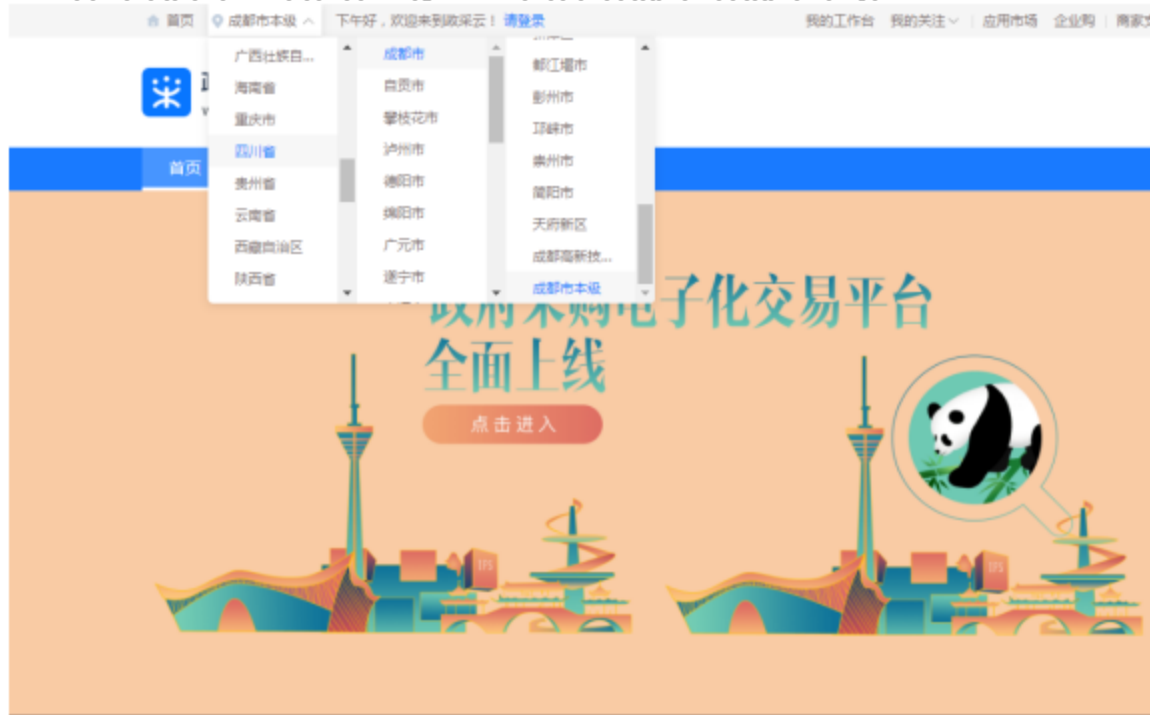 首页 成都市本级 下午好，欢迎来到政采云！请登录 我的工作台 我的关注 应用市场 企业购
广西壮族自...
海南省
重庆市
四川省
贵州省
云南省
西藏自治区
陕西省
成都市
自贡市
攀枝花市
泸州市
德阳市
绵阳市
广元市
遂宁市
都江堰市
彭州市
邛崃市
崇州市
简阳市
天府新区
成都高新技...
成都市本级
首页
政府采购电子化交易平台
全面上线
点击进入
IFS
IFS